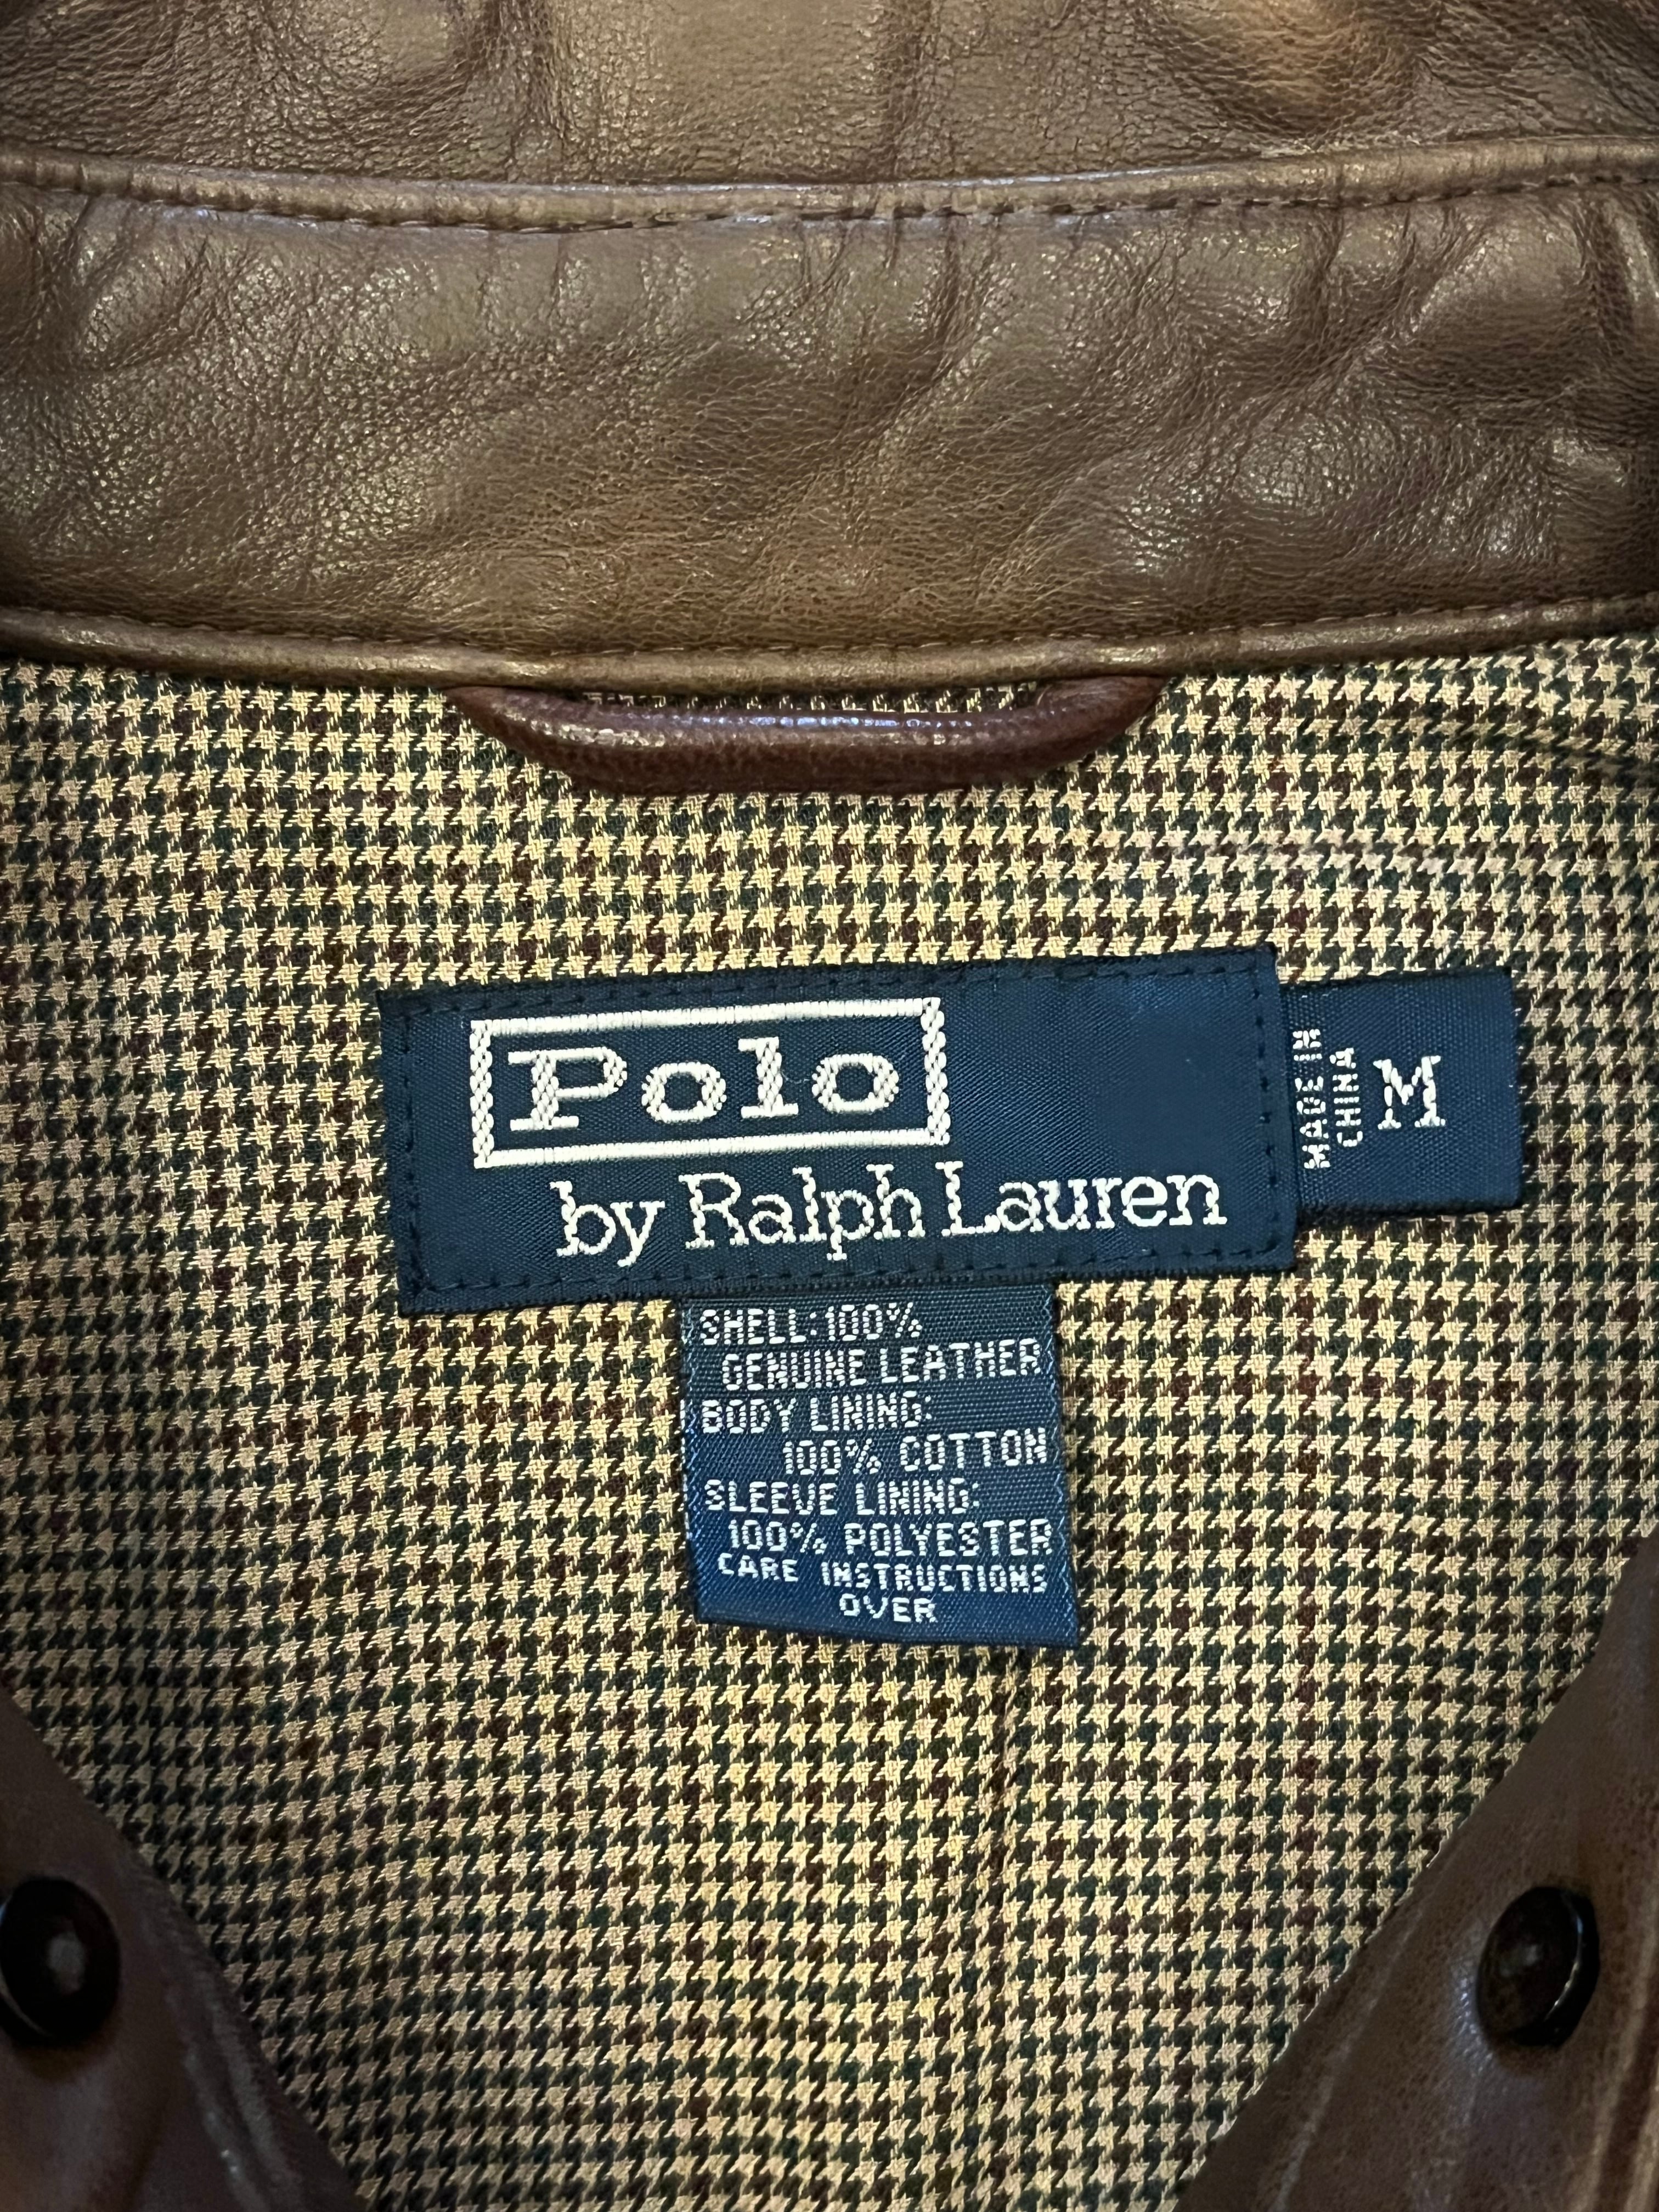 Polo
by Ralph Lauren
MADE IN
CHINA
M
SHELL: 100%
GENUINE LEATHER
BODY LINING:
100% COTTON
SLEEVE LINING:
100% POLYESTER
CARE INSTRUCTIONS
OVER